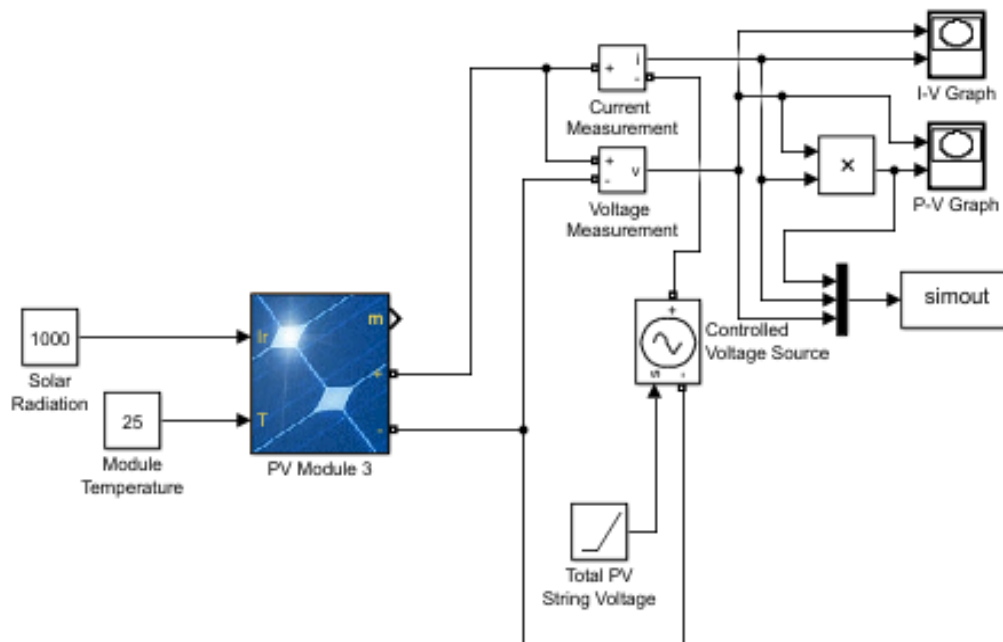 i
+
-
Current
Measurement
I-V Graph
+
-
v
Voltage
Measurement
×
P-V Graph
simout
1000
Solar
Radiation
Ir
m
+
T
-
PV Module 3
25
Module
Temperature
+
s
-
Controlled
Voltage Source
Total PV
String Voltage